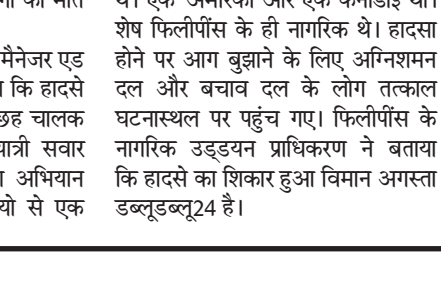 मैनेजर एड
कि हादसे
चालक
सवार
अभियान
से एक
थे। एक अमेरिकी और एक कनाडाई था।
शेष फिलीपींस के ही नागरिक थे। हादसा
होने पर आग बुझाने के लिए अग्निशमन
दल और बचाव दल के लोग तत्काल
घटनास्थल पर पहुंच गए। फिलीपींस के
नागरिक उड्डयन प्राधिकरण ने बताया
कि हादसे का शिकार हुआ विमान अगस्ता
डब्लूडब्लू24 है।